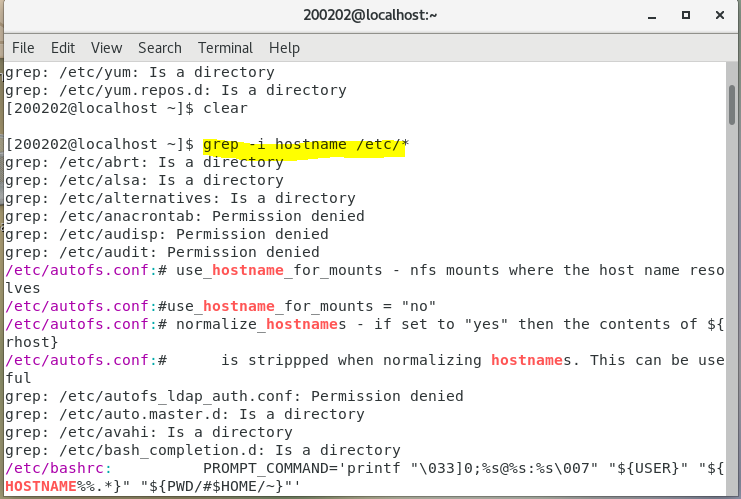 200202@localhost:~
File Edit View Search Terminal Help
grep: /etc/yum: Is a directory
grep: /etc/yum.repos.d: Is a directory
[200202@localhost ~]$ clear
[200202@localhost ~]$ grep -i hostname /etc/*
grep: /etc/abrt: Is a directory
grep: /etc/alsa: Is a directory
grep: /etc/alternatives: Is a directory
grep: /etc/anacrontab: Permission denied
grep: /etc/audisp: Permission denied
grep: /etc/audit: Permission denied
/etc/autofs.conf:# use_hostname_for_mounts - nfs mounts where the host name reso
lves
/etc/autofs.conf:#use_hostname_for_mounts = "no"
/etc/autofs.conf:# normalize_hostnames - if set to "yes" then the contents of ${
rhost}
/etc/autofs.conf:#      is strippped when normalizing hostnames. This can be use
ful
grep: /etc/autofs_ldap_auth.conf: Permission denied
grep: /etc/auto.master.d: Is a directory
grep: /etc/avahi: Is a directory
grep: /etc/bash_completion.d: Is a directory
/etc/bashrc:          PROMPT_COMMAND='printf "\033]0;%s@%s:%s\007" "${USER}" "${
HOSTNAME%%.*}" "${PWD/#$HOME/~}"'